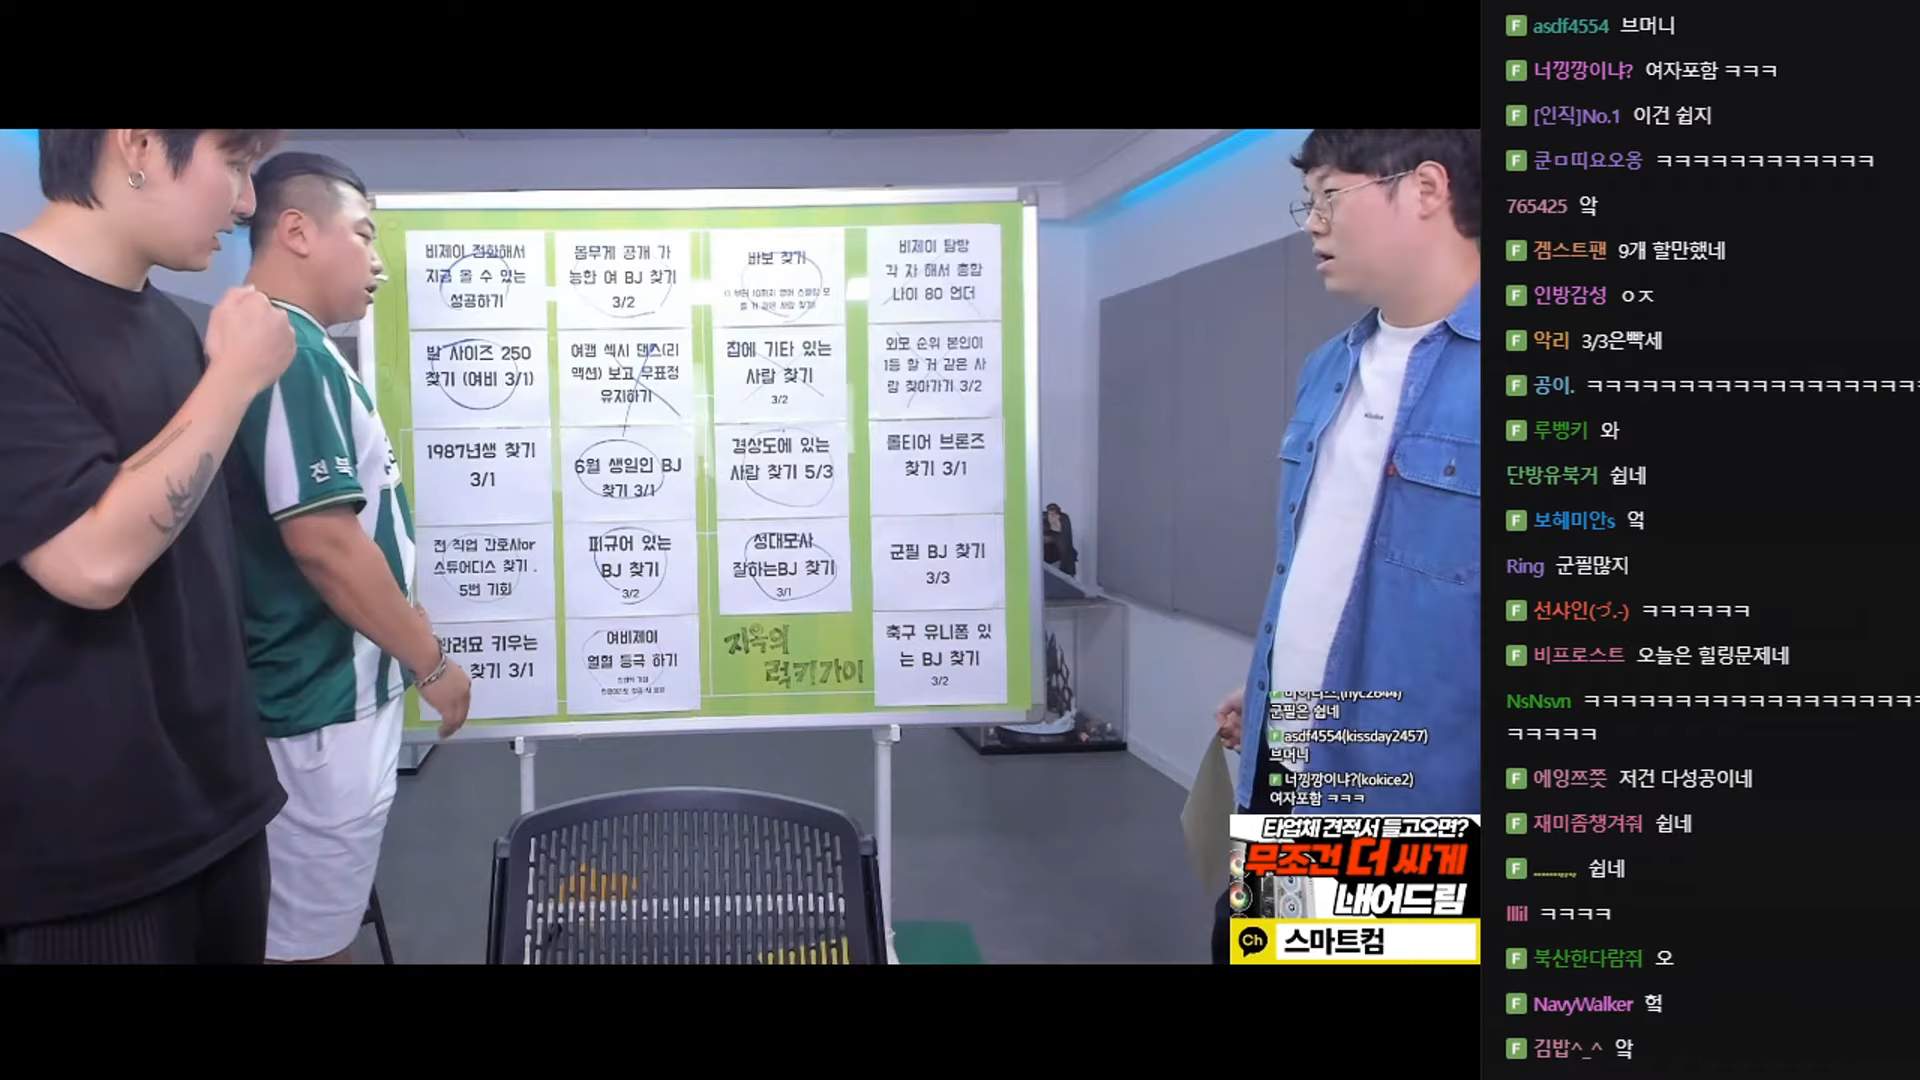 비제이 전화해서
지금 올 수 있는
성공하기
몸무게 공개 가
능한 여 BJ 찾기
3/2
바보 찾기
비제이 탐방
각 자 해서 총합
나이 80 언더
발 사이즈 250
찾기 (여비 3/1)
여캠 섹시 댄스(리
액션) 보고 무표정
유지하기
집에 기타 있는
사람 찾기
3/2
외모 순위 본인이
1등 할 거 같은 사
람 찾아가기 3/2
1987년생 찾기
3/1
6월 생일인 BJ
찾기 3/1
경상도에 있는
사람 찾기 5/3
롤티어 브론즈
찾기 3/1
전 직업 간호사or
스튜어디스 찾기 .
5번 기회
피규어 있는
BJ 찾기
3/2
성대모사
잘하는BJ 찾기
3/1
군필 BJ 찾기
3/3
반려묘 키우는
찾기 3/1
여비제이
열혈 등극 하기
지옥의
럭키가이
축구 유니폼 있
는 BJ 찾기
3/2
전북
군필은 쉽네
asdf4554(kissday2457)
브머니
너낑깡이냐?(kokice2)
여자포함 ㅋㅋㅋ
타업체 견적서 들고오면?
무조건 더 싸게
내어드림
Ch 스마트컴
F asdf4554 브머니
F 너낑깡이냐? 여자포함 ㅋㅋㅋ
F [인직]No.1 이건 쉽지
F 쿤ㅁ띠요오옹 ㅋㅋㅋㅋㅋㅋㅋㅋㅋㅋㅋㅋ
765425 앜
F 겜스트팬 9개 할만했네
F 인방감성 ㅇㅈ
F 악리 3/3은빡세
F 공이. ㅋㅋㅋㅋㅋㅋㅋㅋㅋㅋㅋㅋㅋㅋㅋㅋㅋㅋ
F 루벵키 와
단방유북거 쉽네
F 보헤미안s 엌
Ring 군필많지
F 선샤인(づ.-) ㅋㅋㅋㅋㅋㅋ
F 비프로스트 오늘은 힐링문제네
NsNsvn ㅋㅋㅋㅋㅋㅋㅋㅋㅋㅋㅋㅋㅋㅋㅋㅋㅋㅋ
ㅋㅋㅋㅋㅋ
F 에잉쯔쯧 저건 다성공이네
F 재미좀챙겨줘 쉽네
F 쉽네
ㅋㅋㅋㅋ
F 북산한다람쥐 오
F NavyWalker 헠
F 김밥^_^ 앜